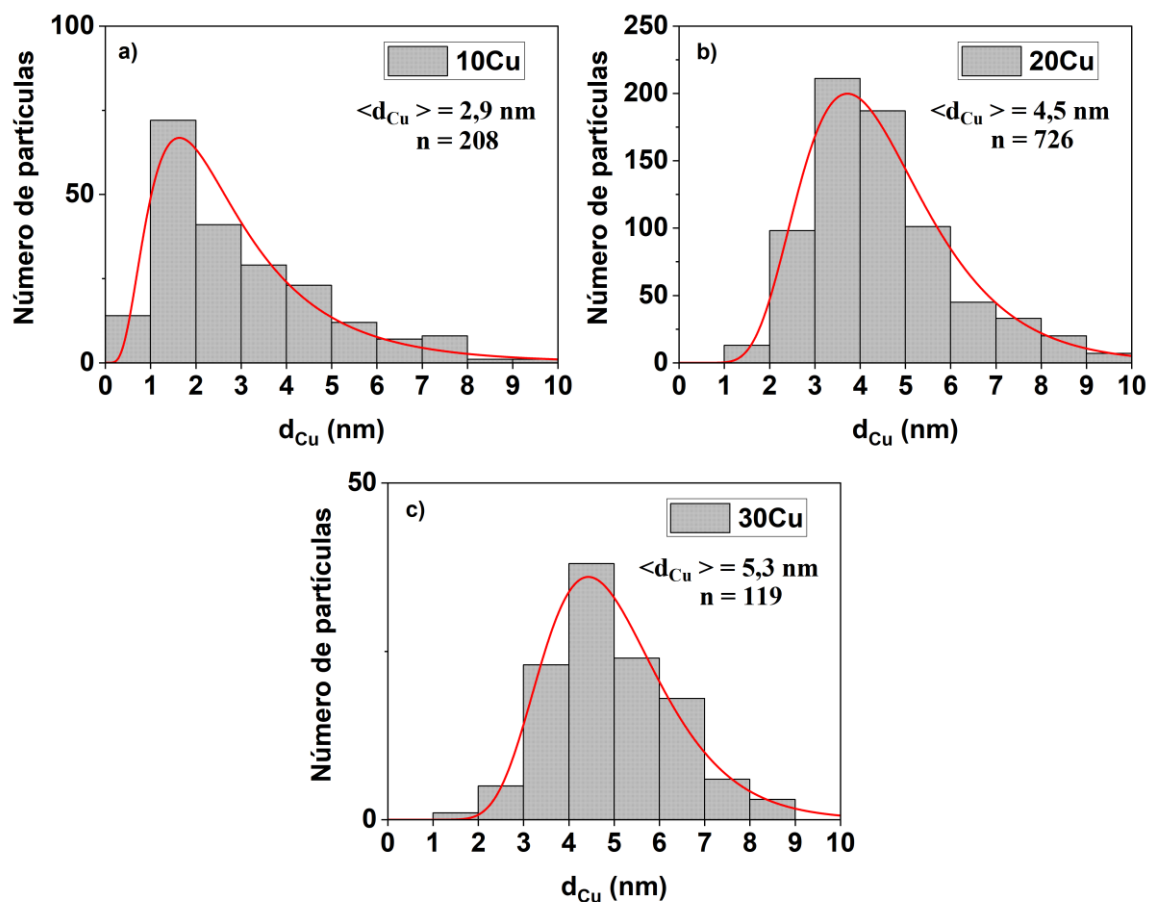 a)
10Cu
<dCu > = 2,9 nm
n = 208
Número de partículas
100
50
0
0 1 2 3 4 5 6 7 8 9 10
dCu (nm)
b)
20Cu
<dCu > = 4,5 nm
n = 726
Número de partículas
250
200
150
100
50
0
0 1 2 3 4 5 6 7 8 9 10
dCu (nm)
c)
30Cu
<dCu > = 5,3 nm
n = 119
Número de partículas
50
0
0 1 2 3 4 5 6 7 8 9 10
dCu (nm)